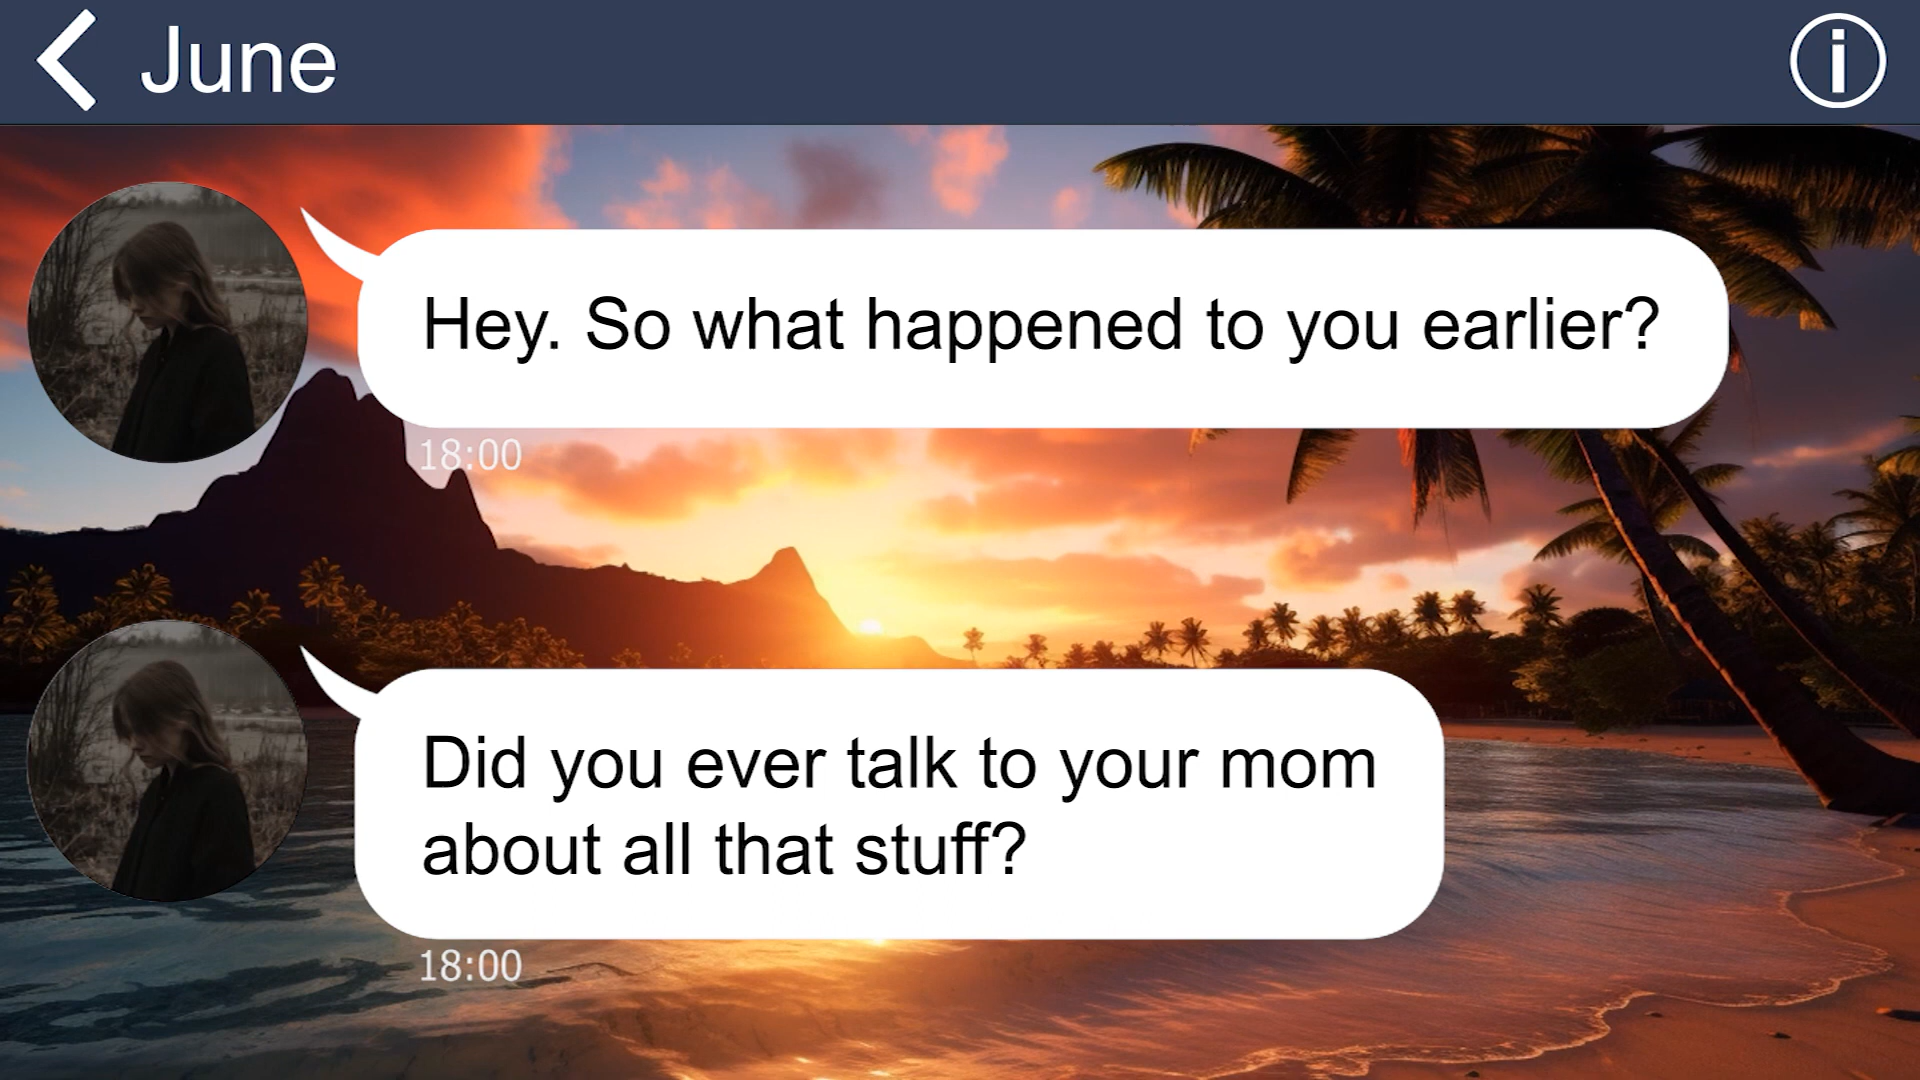 June
Hey. So what happened to you earlier?
18:00
Did you ever talk to your mom
about all that stuff?
18:00